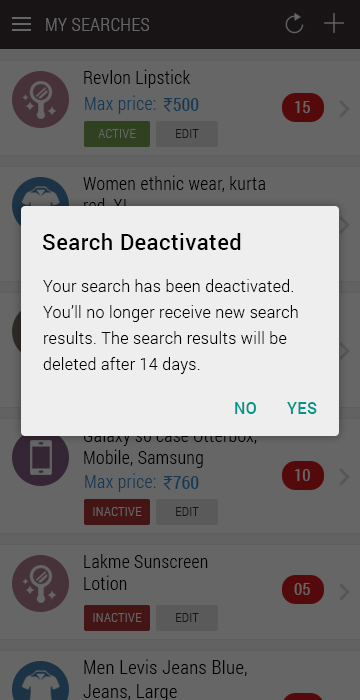 MY SEARCHES
Revlon Lipstick
Max price: ₹500
15
ACTIVE EDIT
Women ethnic wear, kurta
red, XL
Search Deactivated
Your search has been deactivated.
You'll no longer receive new search
results. The search results will be
deleted after 14 days.
NO YES
Galaxy s6 case Otterbox,
Mobile, Samsung
Max price: ₹760
10
INACTIVE EDIT
Lakme Sunscreen
Lotion
05
INACTIVE EDIT
Men Levis Jeans Blue,
Jeans, Large